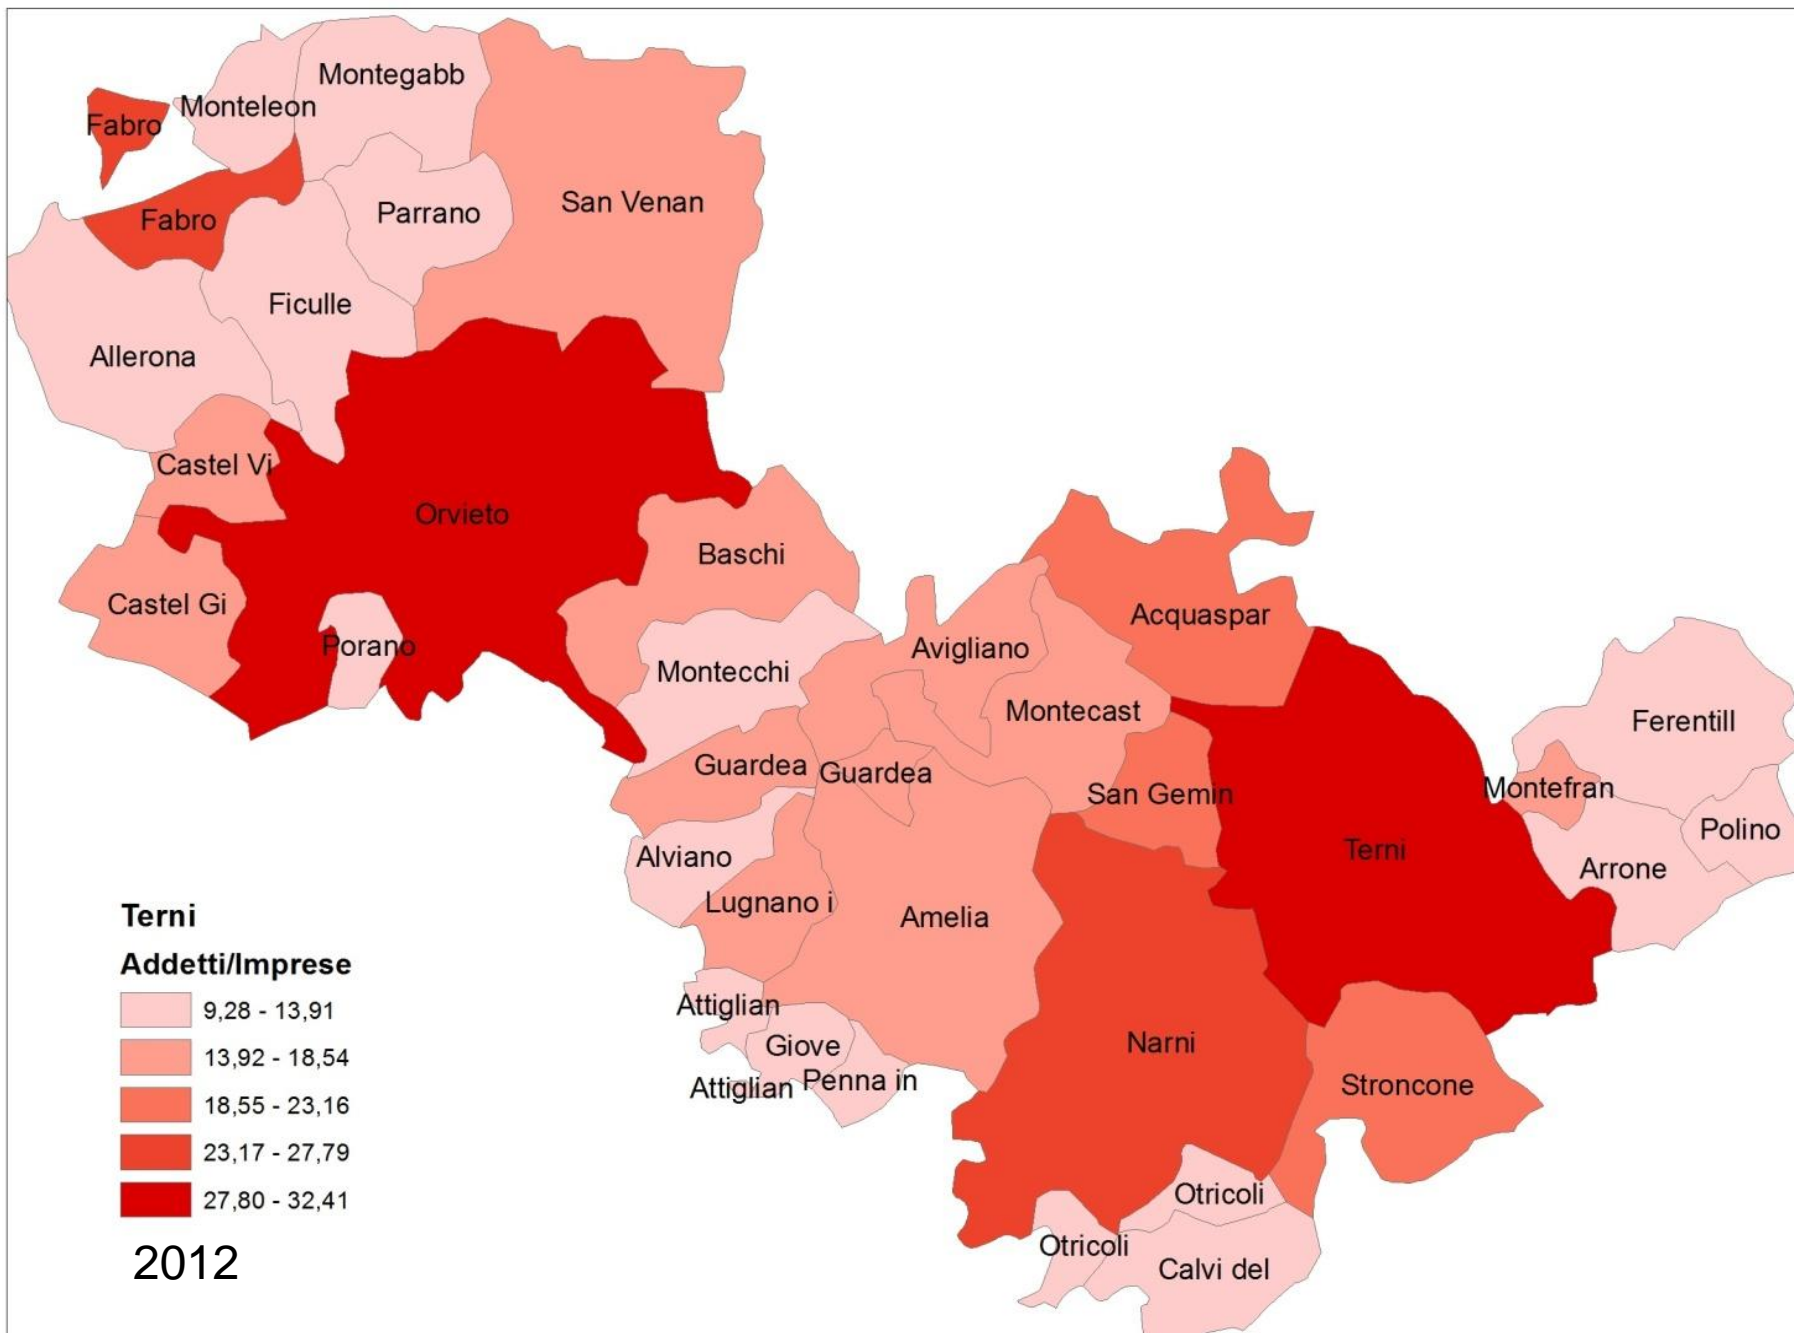 Montegabb
Monteleon
Fabro
San Venan
Parrano
Fabro
Ficulle
Allerona
Castel Vi
Orvieto
Baschi
Castel Gi
Acquaspar
Porano
Avigliano
Montecchi
Montecast
Ferentill
Guardea
Guardea
Montefran
San Gemin
Polino
Terni
Alviano
Arrone
Lugnano i
Amelia
Attiglian
Narni
Giove
Penna in
Attiglian
Stroncone
Otricoli
Otricoli
Calvi del
Terni
Addetti/Imprese
9,28 - 13,91
13,92 - 18,54
18,55 - 23,16
23,17 - 27,79
27,80 - 32,41
2012